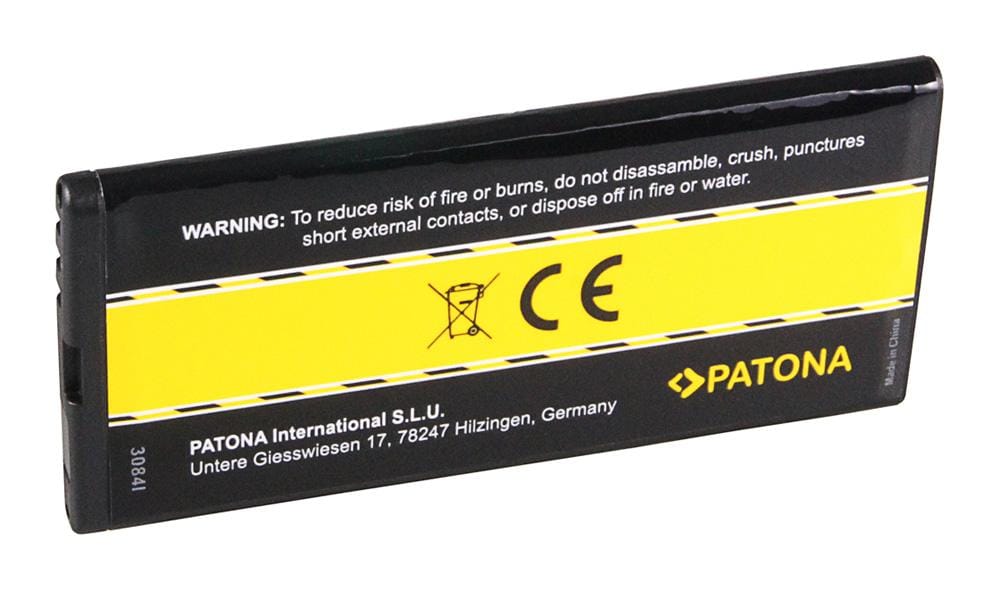 WARNING: To reduce risk of fire or burns, do not disassamble, crush, punctures
short external contacts, or dispose off in fire or water.
CE
PATONA
Made in China
PATONA International S.L.U.
Untere Giesswiesen 17, 78247 Hilzingen, Germany
3084I